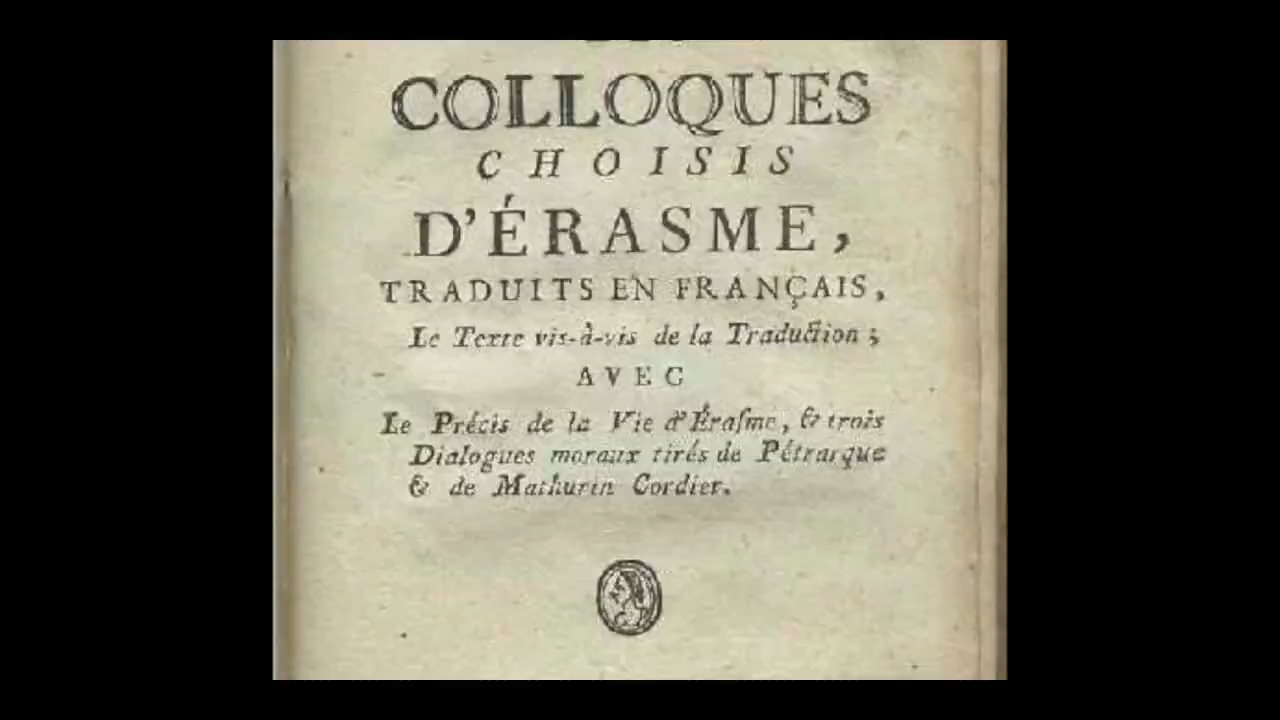 COLLOQUES
CHOISIS
D'ÉRASME,
TRADUITS EN FRANÇAIS,
Le Texte vis-à-vis de la Traduction;
AVEC
Le Précis de la Vie d'Éraſme, & trois
Dialogues moraux tirés de Pétrarque
& de Mathurin Cordier.